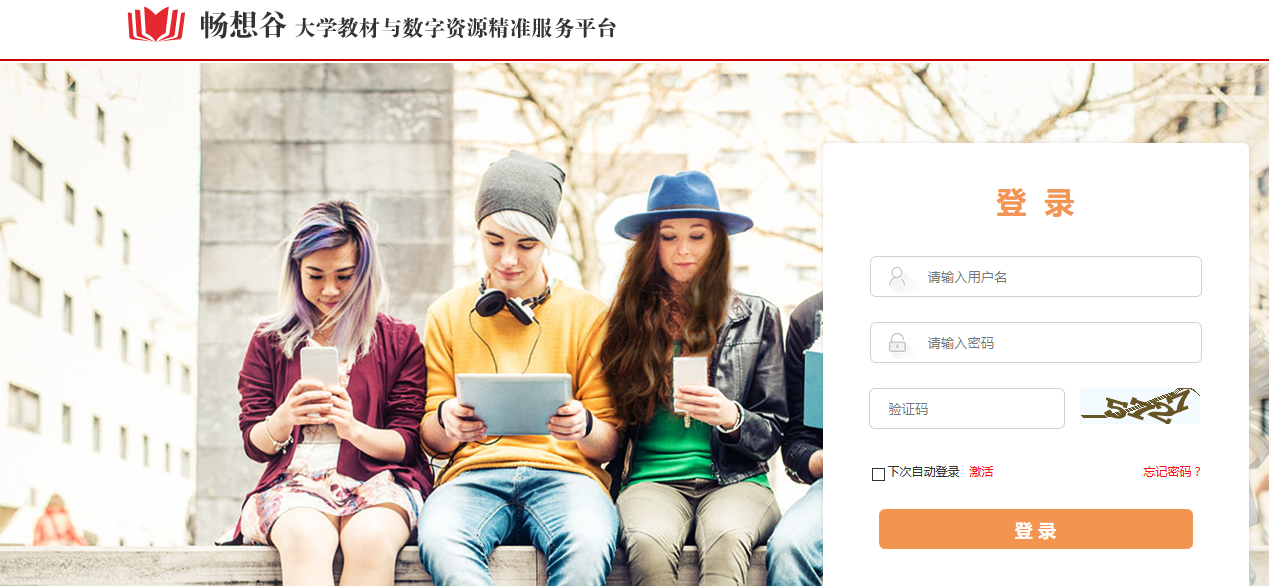 畅想谷 大学教材与数字资源精准服务平台
登 录
请输入用户名
请输入密码
验证码
下次自动登录 激活 忘记密码？
登 录